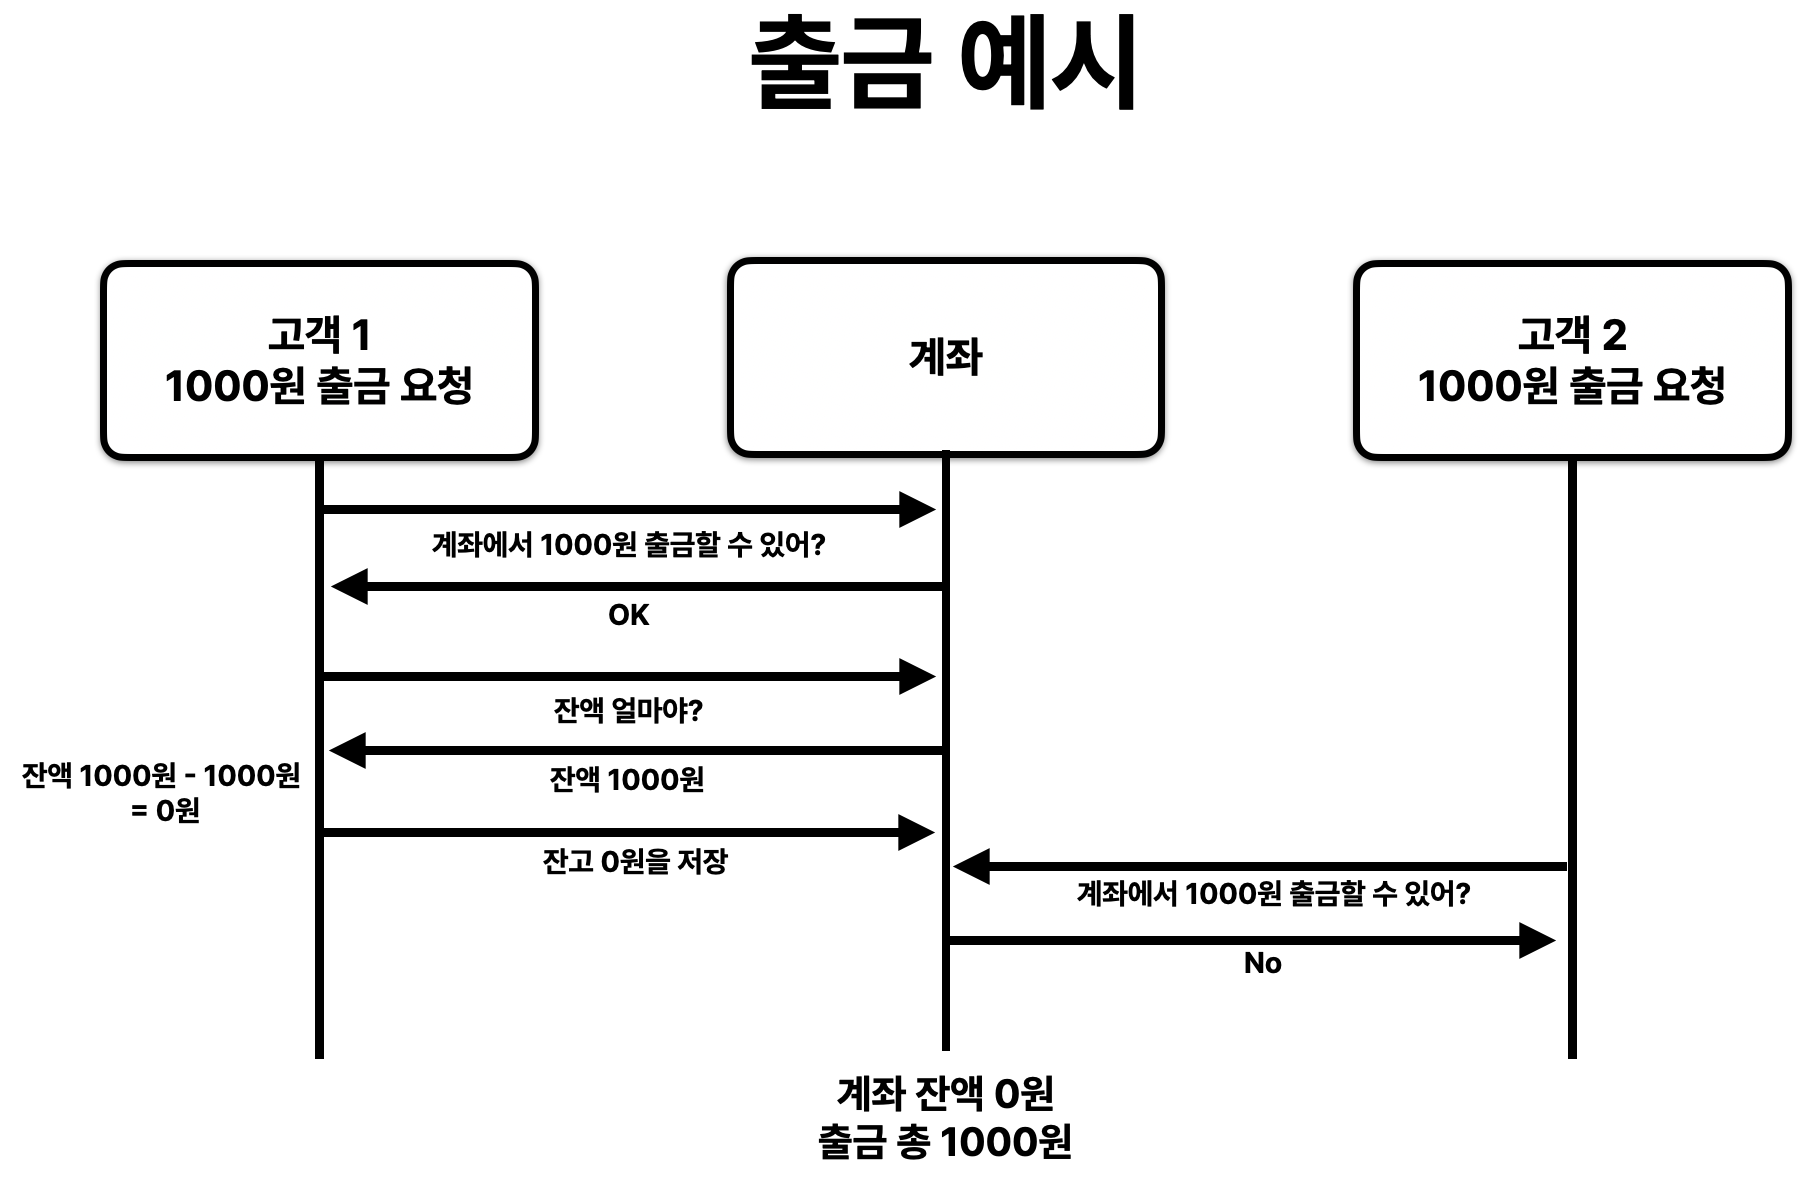 출금 예시
고객 1
1000원 출금 요청
계좌
고객 2
1000원 출금 요청
계좌에서 1000원 출금할 수 있어?
OK
잔액 얼마야?
잔액 1000원
잔액 1000원 - 1000원
= 0원
잔고 0원을 저장
계좌에서 1000원 출금할 수 있어?
No
계좌 잔액 0원
출금 총 1000원